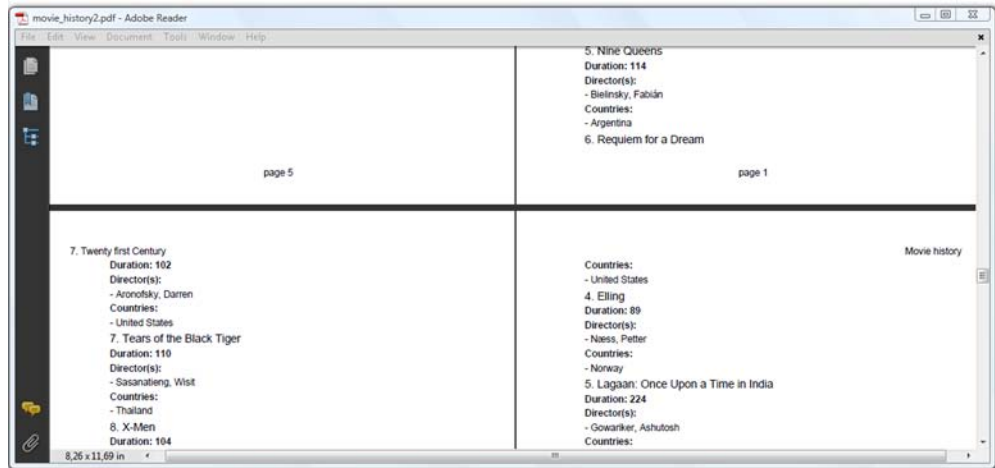 movie_history2.pdf - Adobe Reader
File Edit View Document Tools Window Help
5. Nine Queens
Duration: 114
Director(s):
- Bielinsky, Fabián
Countries:
- Argentina
6. Requiem for a Dream
page 5
page 1
7. Twenty first Century
Duration: 102
Director(s):
- Aronofsky, Darren
Countries:
- United States
7. Tears of the Black Tiger
Duration: 110
Director(s):
- Sasanatieng, Wisit
Countries:
- Thailand
8. X-Men
Duration: 104
Movie history
Countries:
- United States
4. Elling
Duration: 89
Director(s):
- Næss, Petter
Countries:
- Norway
5. Lagaan: Once Upon a Time in India
Duration: 224
Director(s):
- Gowariker, Ashutosh
Countries:
8,26 x 11,69 in